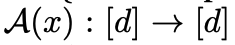 𝒜(x) : [d] → [d]